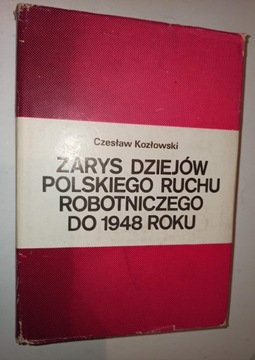 Czesław Kozłowski
ZARYS DZIEJÓW
POLSKIEGO RUCHU
ROBOTNICZEGO
DO 1948 ROKU